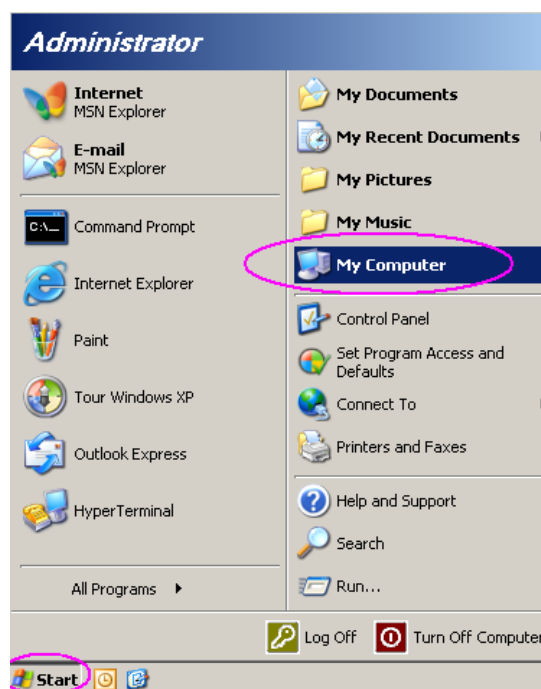 Administrator
Internet
MSN Explorer
E-mail
MSN Explorer
Command Prompt
Internet Explorer
Paint
Tour Windows XP
Outlook Express
HyperTerminal
All Programs
My Documents
My Recent Documents
My Pictures
My Music
My Computer
Control Panel
Set Program Access and
Defaults
Connect To
Printers and Faxes
Help and Support
Search
Run...
Log Off
Turn Off Computer
Start